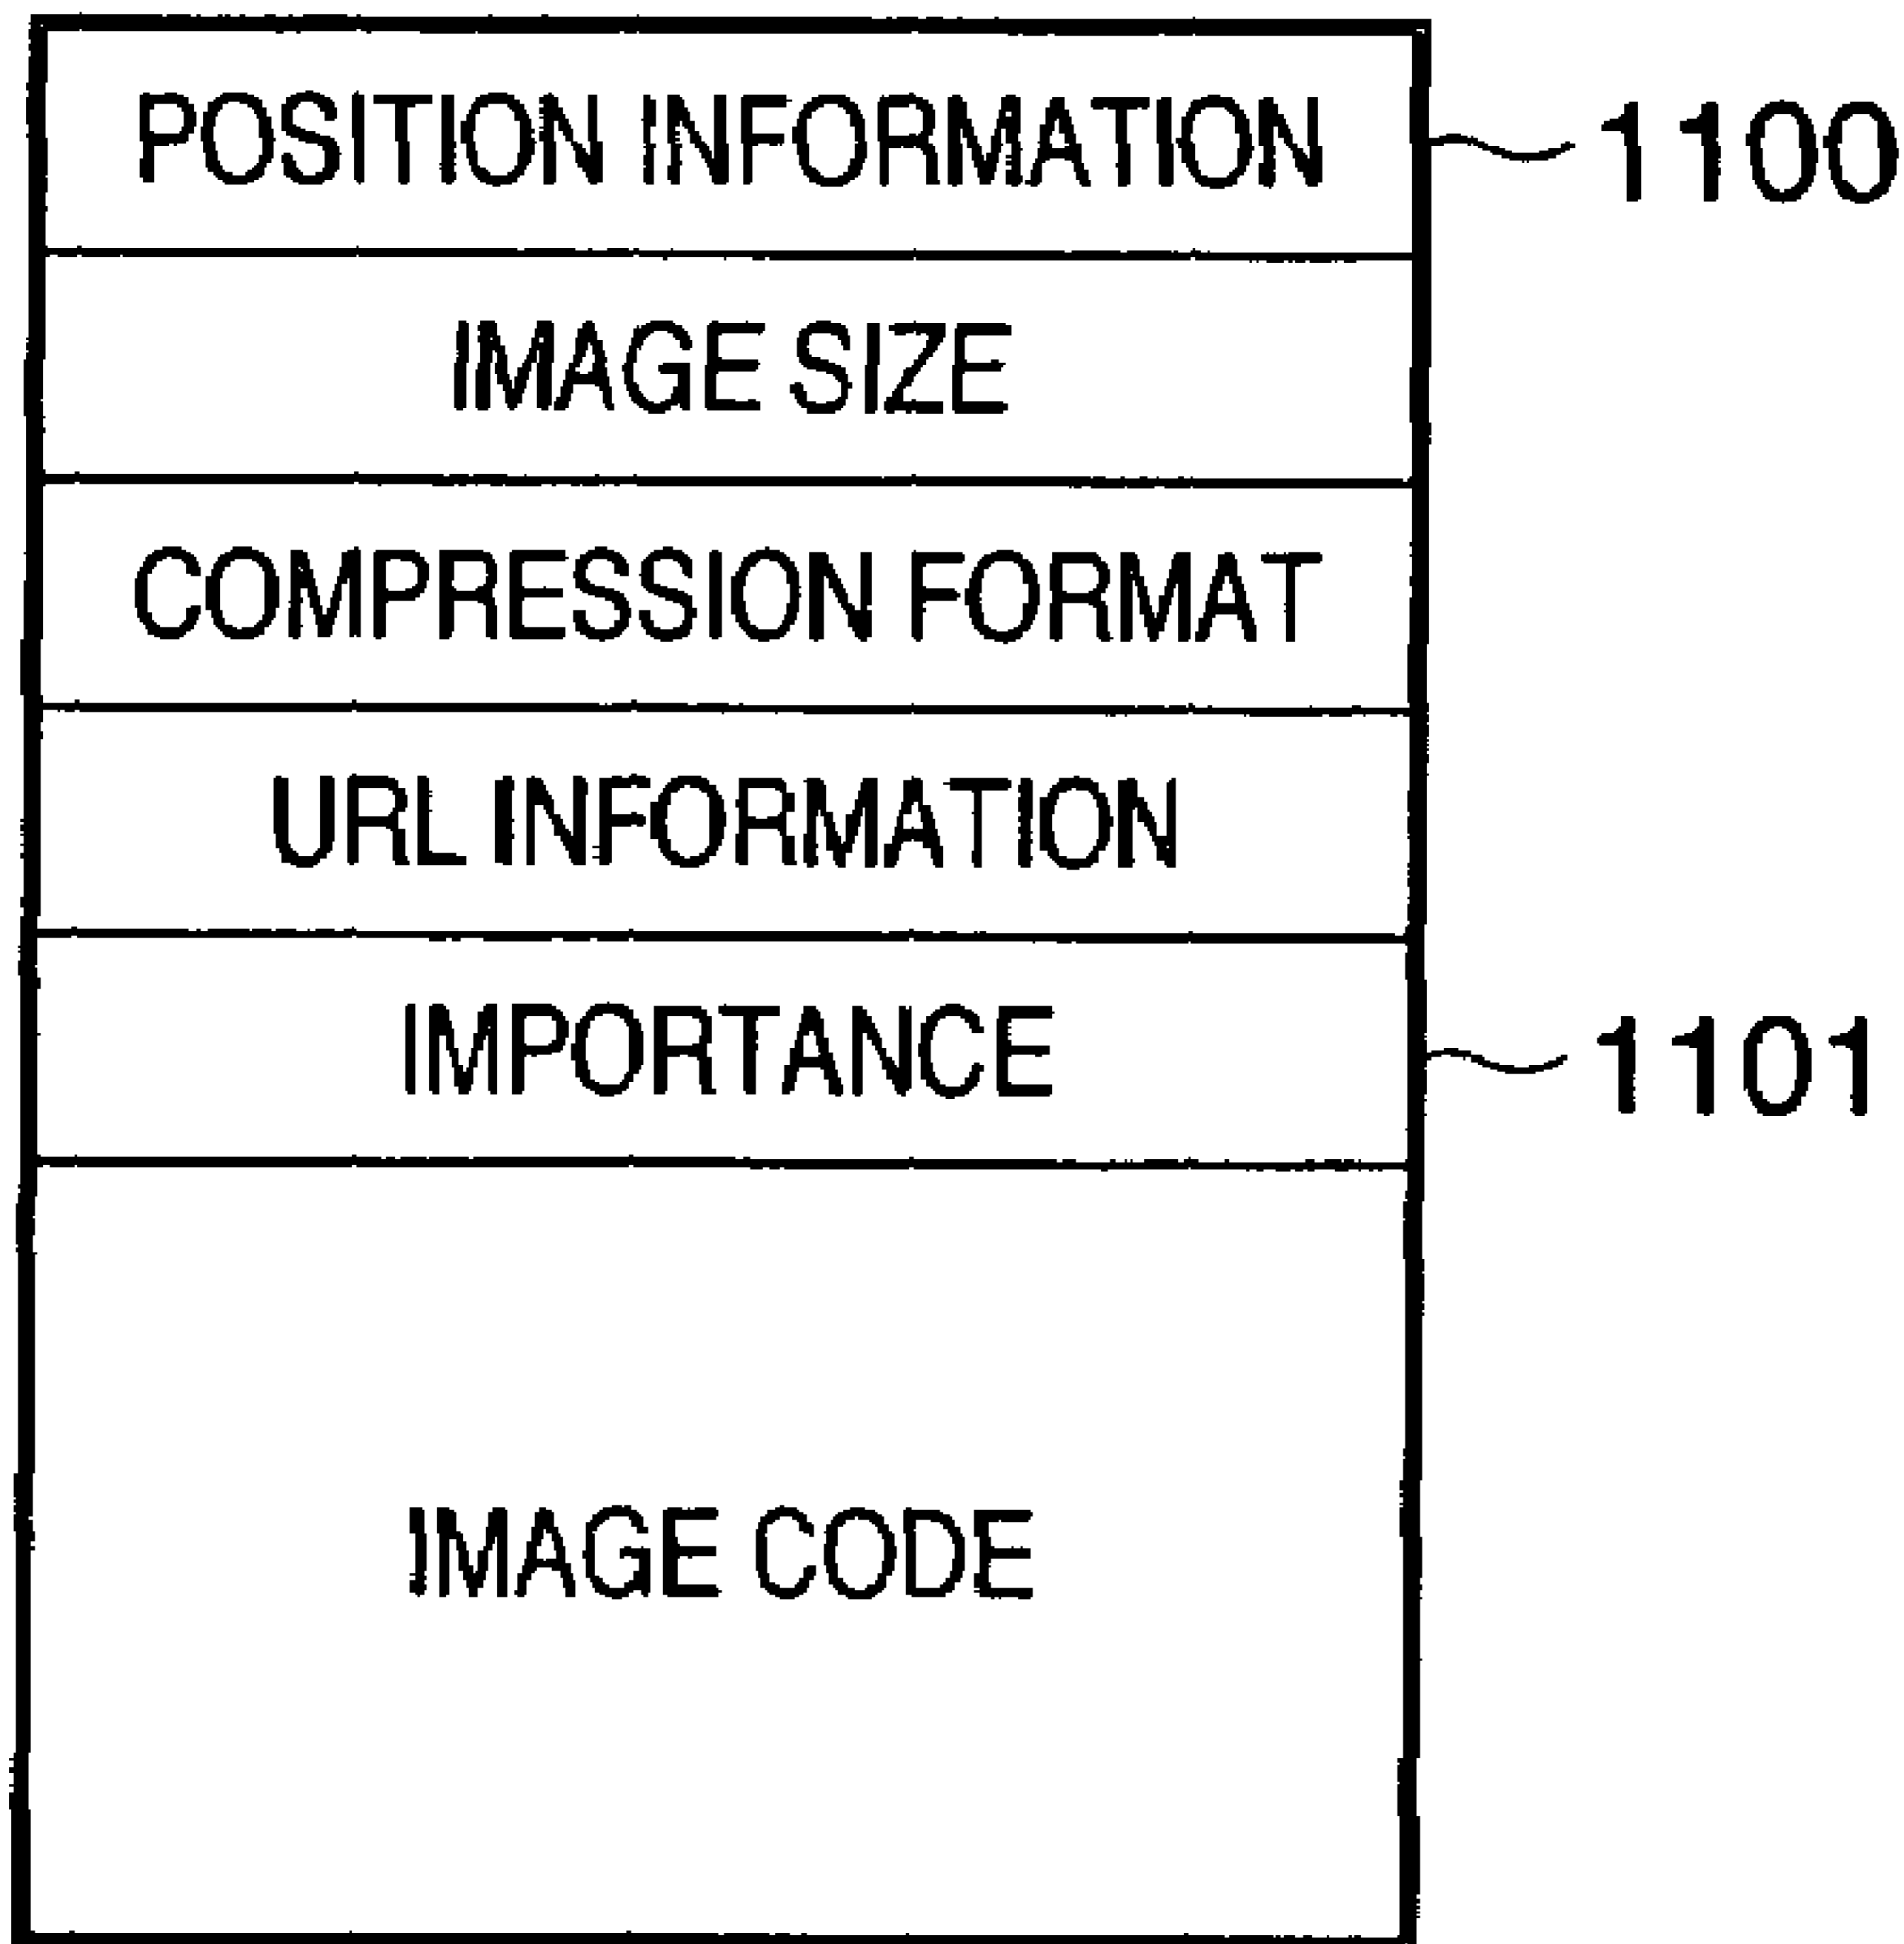 POSITION INFORMATION 1100
IMAGE SIZE
COMPRESSION FORMAT
URL INFORMATION
IMPORTANCE 1101
IMAGE CODE